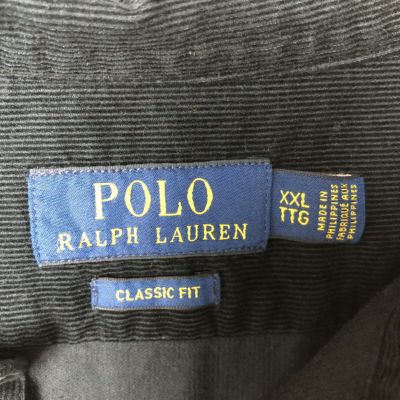 POLO
RALPH LAUREN
XXL
TTG
MADE IN
PHILIPPINES
FABRIQUÉ AUX
PHILIPPINES
CLASSIC FIT